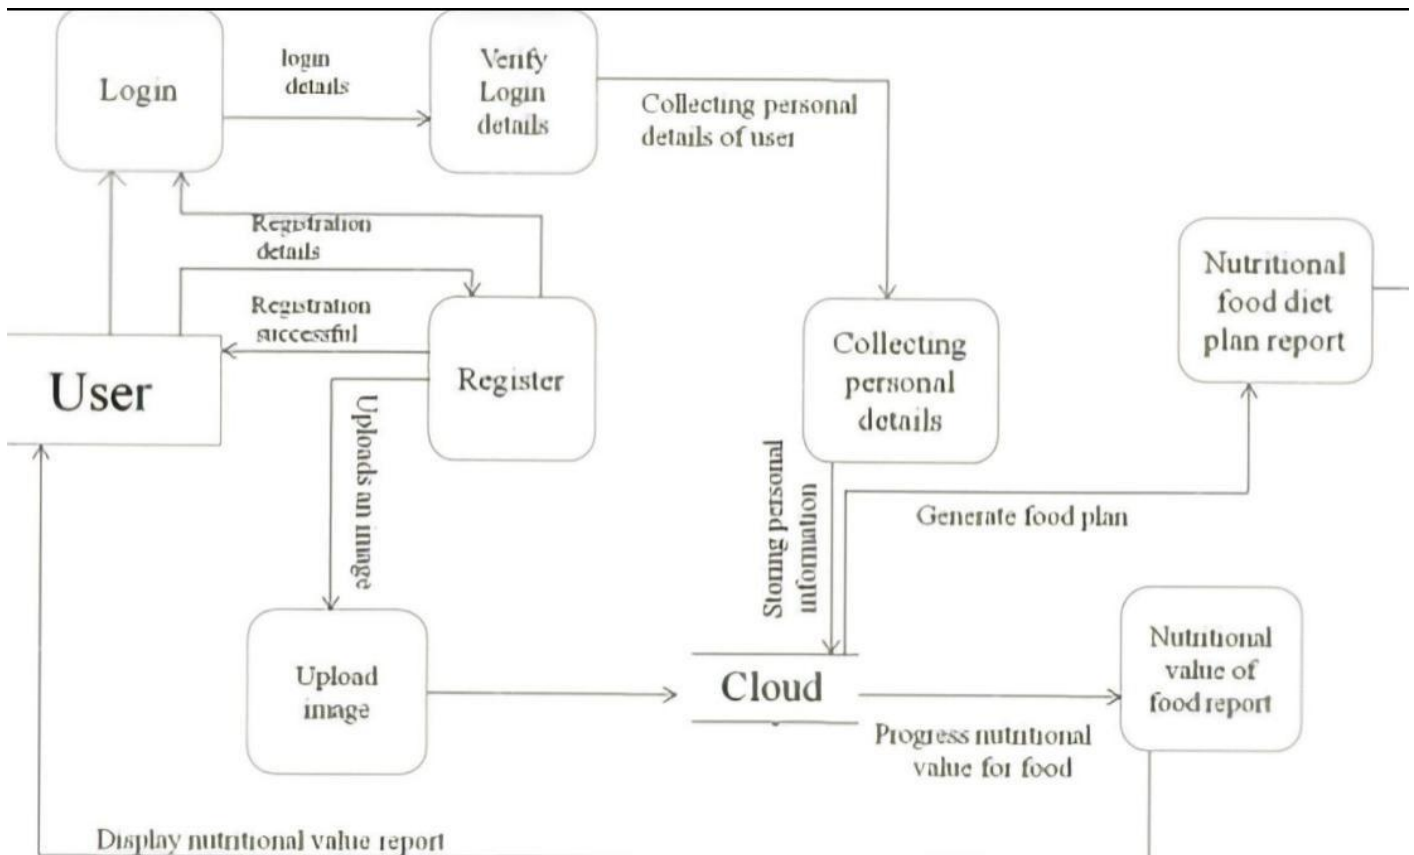 Login
login
details
Verify
Login
details
Collecting personal
details of user
Registration
details
Registration
successful
User
Register
Uploads an image
Collecting
personal
details
Nutritional
food diet
plan report
Storing personal
information
Generate food plan
Upload
image
Cloud
Nutritional
value of
food report
Progress nutritional
value for food
Display nutritional value report